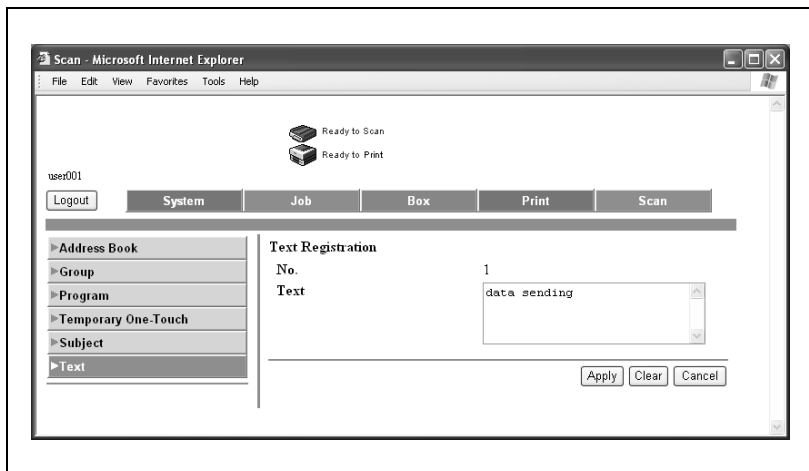 Scan - Microsoft Internet Explorer
File Edit View Favorites Tools Help
Ready to Scan
Ready to Print
user001
Logout System Job Box Print Scan
Address Book
Group
Program
Temporary One-Touch
Subject
Text
Text Registration
No. 1
Text data sending
Apply Clear Cancel